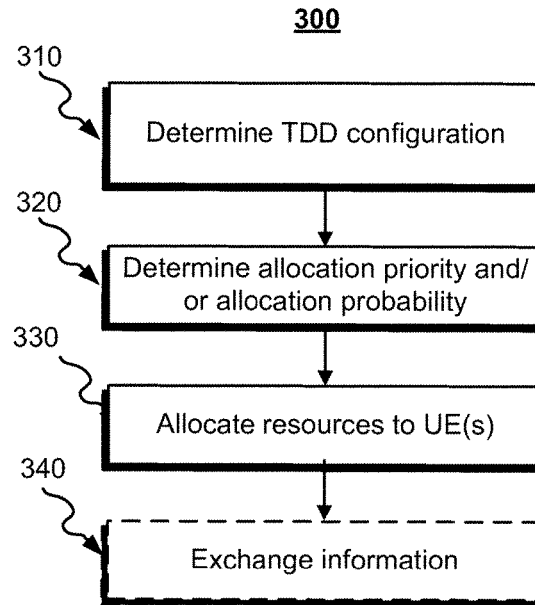 300
310
Determine TDD configuration
320
Determine allocation priority and/
or allocation probability
330
Allocate resources to UE(s)
340
Exchange information